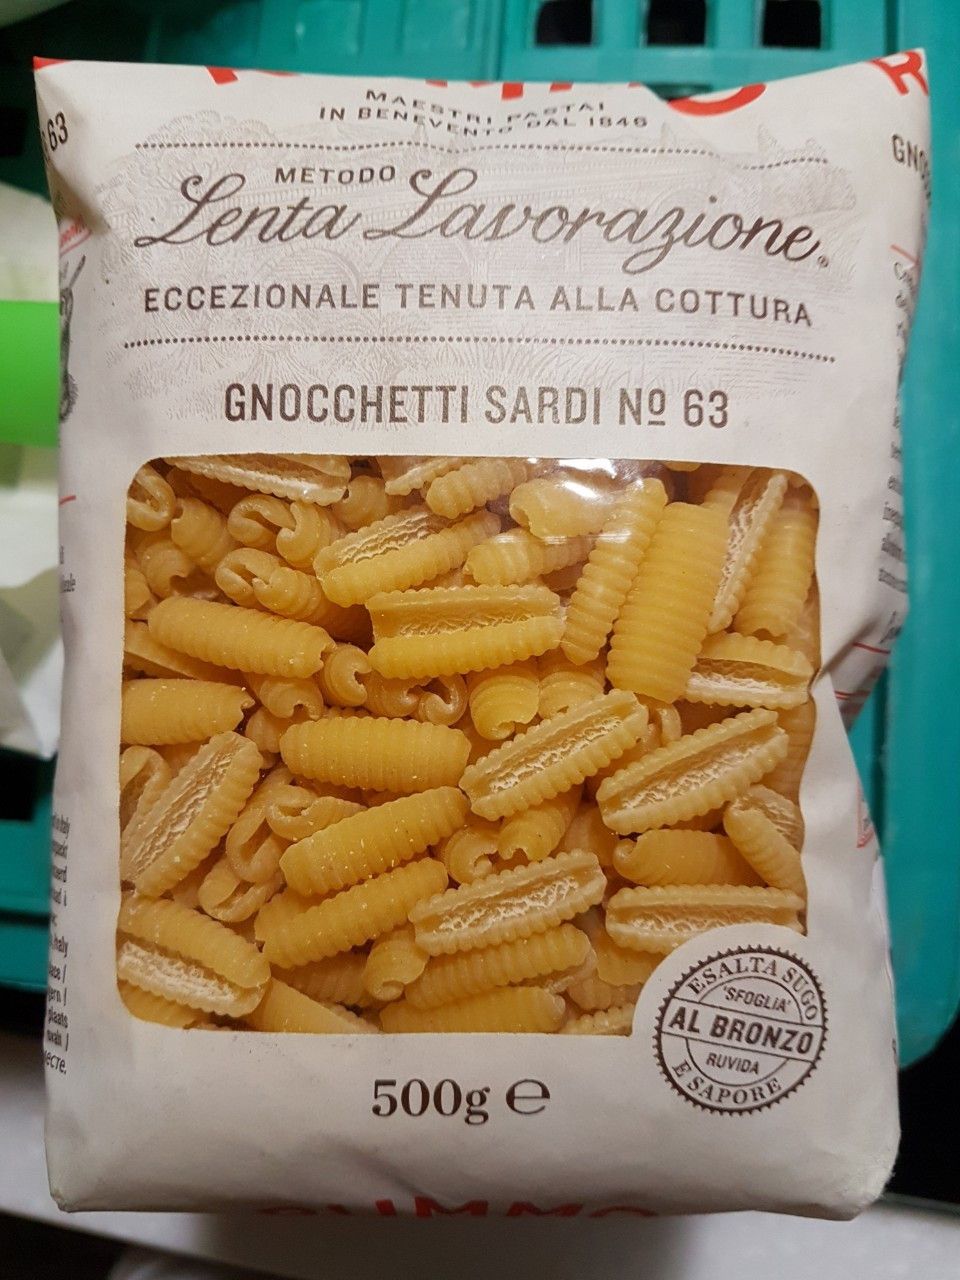 MAESTRI PASTAI
IN BENEVENTO DAL 1846
METODO
Lenta Lavorazione®
ECCEZIONALE TENUTA ALLA COTTURA
GNOCCHETTI SARDI Nº 63
63
ESALTA SUGO
'SFOGLIA'
AL BRONZO
RUVIDA
E SAPORE
500g ℮